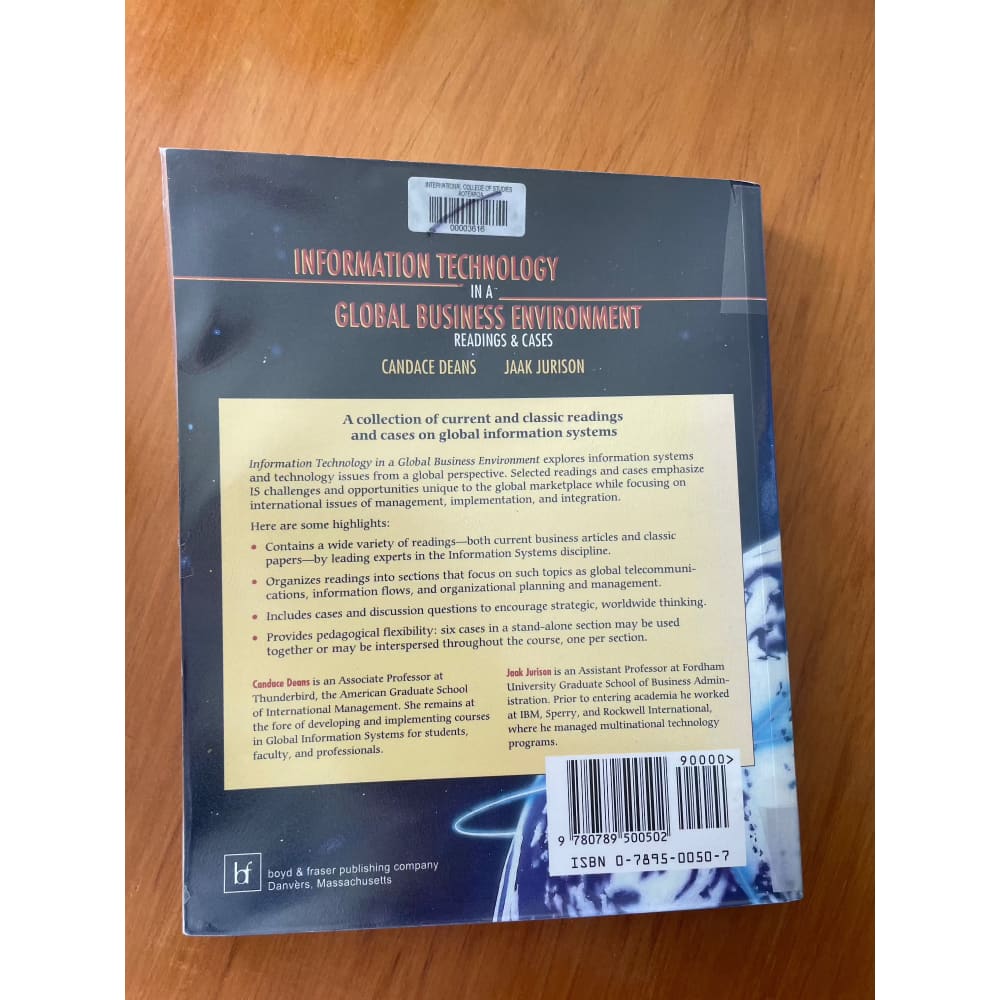 INTERNATIONAL COLLEGE OF STUDIES
AOTEAROA
00003616
INFORMATION TECHNOLOGY
IN A
GLOBAL BUSINESS ENVIRONMENT
READINGS & CASES
CANDACE DEANS JAAK JURISON
A collection of current and classic readings
and cases on global information systems
Information Technology in a Global Business Environment explores information systems
and technology issues from a global perspective. Selected readings and cases emphasize
IS challenges and opportunities unique to the global marketplace while focusing on
international issues of management, implementation, and integration.
Here are some highlights:
• Contains a wide variety of readings—both current business articles and classic
papers—by leading experts in the Information Systems discipline.
• Organizes readings into sections that focus on such topics as global telecommuni-
cations, information flows, and organizational planning and management.
• Includes cases and discussion questions to encourage strategic, worldwide thinking.
• Provides pedagogical flexibility: six cases in a stand-alone section may be used
together or may be interspersed throughout the course, one per section.
Candace Deans is an Associate Professor at
Thunderbird, the American Graduate School
of International Management. She remains at
the fore of developing and implementing courses
in Global Information Systems for students,
faculty, and professionals.
Jaak Jurison is an Assistant Professor at Fordham
University Graduate School of Business Admin-
istration. Prior to entering academia he worked
at IBM, Sperry, and Rockwell International,
where he managed multinational technology
programs.
90000>
9 780789 500502
ISBN 0-7895-0050-7
bf
boyd & fraser publishing company
Danvers, Massachusetts